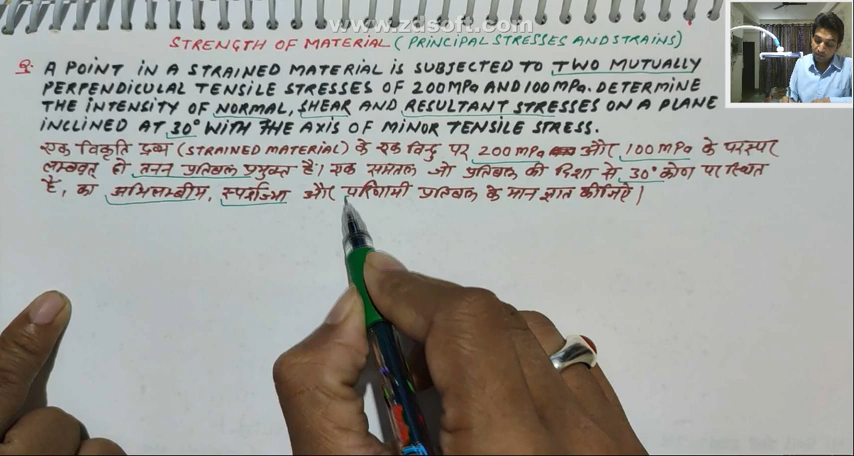 www.zdsoft.com
STRENGTH OF MATERIAL (PRINCIPAL STRESSES AND STRAINS)
Q. A POINT IN A STRAINED MATERIAL IS SUBJECTED TO TWO MUTUALLY
PERPENDICULAL TENSILE STRESSES OF 200MPa AND 100MPa. DETERMINE
THE INTENSITY OF NORMAL, SHEAR AND RESULTANT STRESSES ON A PLANE
INCLINED AT 30° WITH THE AXIS OF MINOR TENSILE STRESS.
एक विकृति द्रव्य (STRAINED MATERIAL) के एक बिन्दु पर 200 MPa और 100 MPa के परस्पर
लम्बवत् दो तनन प्रतिबल प्रयुक्त हैं। एक समतल जो प्रतिबल की दिशा से 30° कोण पर स्थित
है, का अभिलम्बीय, स्पर्शज्या और परिणामी प्रतिबल के मान ज्ञात कीजिये।